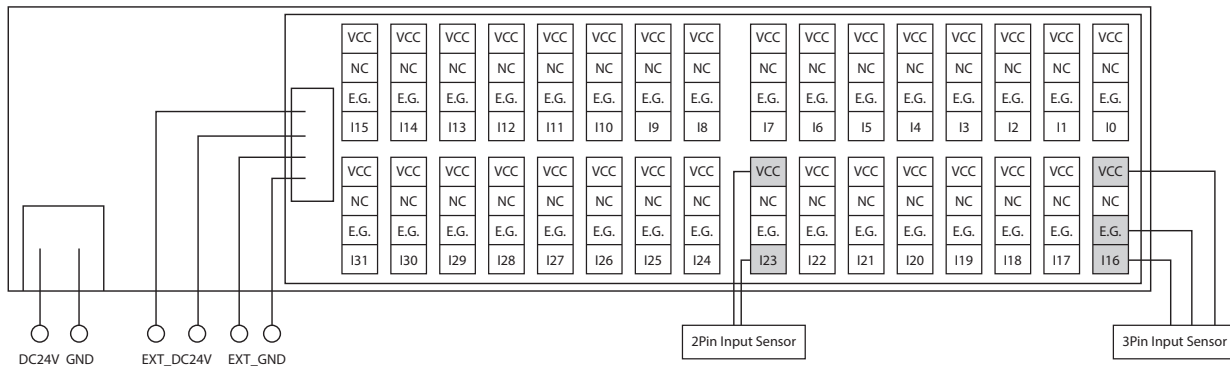 VCC VCC VCC VCC VCC VCC VCC VCC VCC VCC VCC VCC VCC VCC VCC VCC
NC NC NC NC NC NC NC NC NC NC NC NC NC NC NC NC
E.G. E.G. E.G. E.G. E.G. E.G. E.G. E.G. E.G. E.G. E.G. E.G. E.G. E.G. E.G. E.G.
I15 I14 I13 I12 I11 I10 I9 I8 I7 I6 I5 I4 I3 I2 I1 I0
VCC VCC VCC VCC VCC VCC VCC VCC VCC VCC VCC VCC VCC VCC VCC VCC
NC NC NC NC NC NC NC NC NC NC NC NC NC NC NC NC
E.G. E.G. E.G. E.G. E.G. E.G. E.G. E.G. E.G. E.G. E.G. E.G. E.G. E.G. E.G. E.G.
I31 I30 I29 I28 I27 I26 I25 I24 I23 I22 I21 I20 I19 I18 I17 I16
2Pin Input Sensor 3Pin Input Sensor
DC24V GND EXT_DC24V EXT_GND